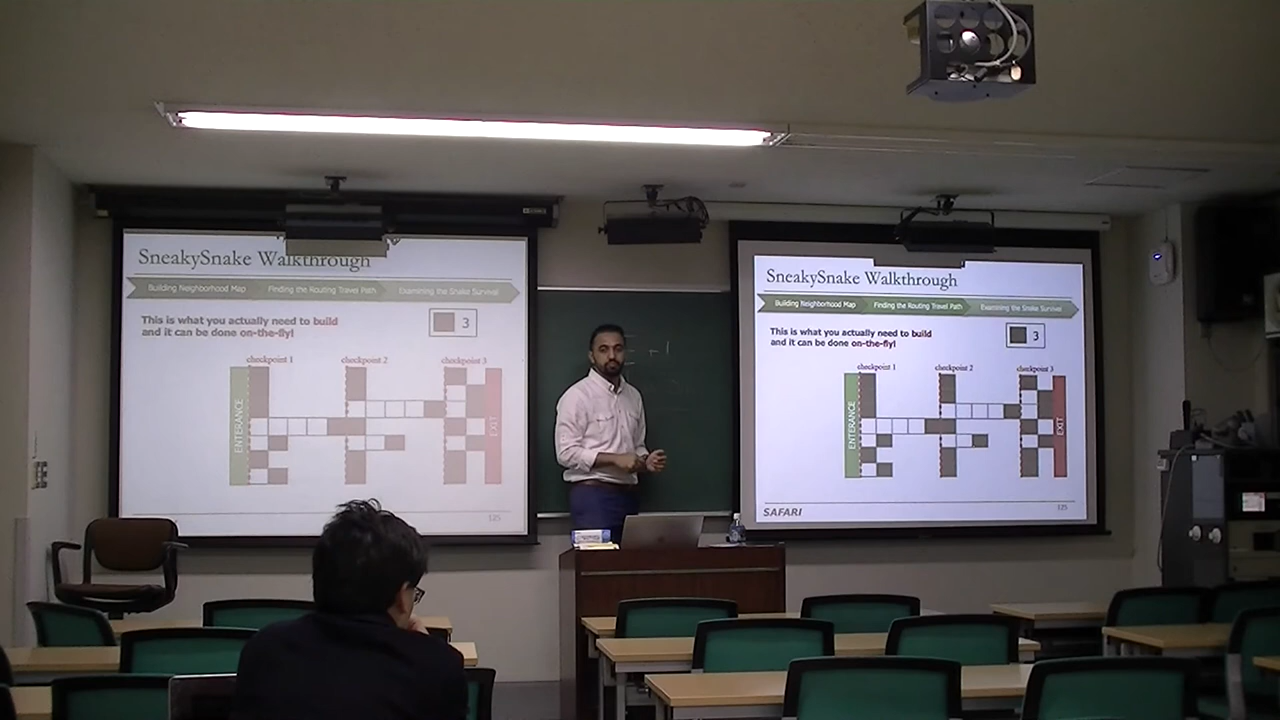 SneakySnake Walkthrough
Building Neighborhood Map Finding the Routing Travel Path Examining the Snake Survival
This is what you actually need to build
and it can be done on-the-fly!
3
checkpoint 1 checkpoint 2 checkpoint 3
ENTERANCE
EXIT
125
SneakySnake Walkthrough
Building Neighborhood Map Finding the Routing Travel Path Examining the Snake Survival
This is what you actually need to build
and it can be done on-the-fly!
3
checkpoint 1 checkpoint 2 checkpoint 3
ENTERANCE
EXIT
SAFARI
125